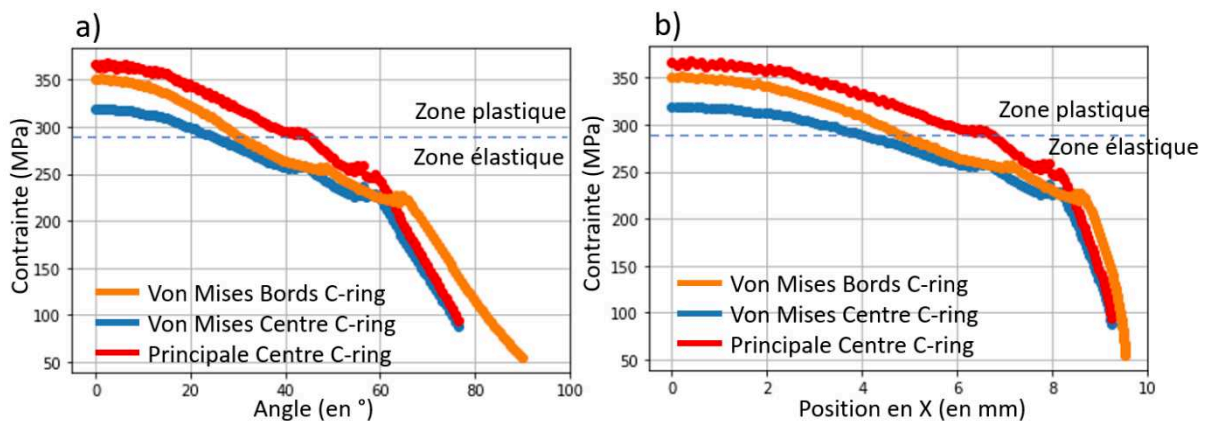 a)
Contrainte (MPa)
350
300
250
200
150
100
50
Zone plastique
Zone élastique
Von Mises Bords C-ring
Von Mises Centre C-ring
Principale Centre C-ring
0 20 40 60 80 100
Angle (en °)
b)
Contrainte (MPa)
350
300
250
200
150
100
50
Zone plastique
Zone élastique
Von Mises Bords C-ring
Von Mises Centre C-ring
Principale Centre C-ring
0 2 4 6 8 10
Position en X (en mm)